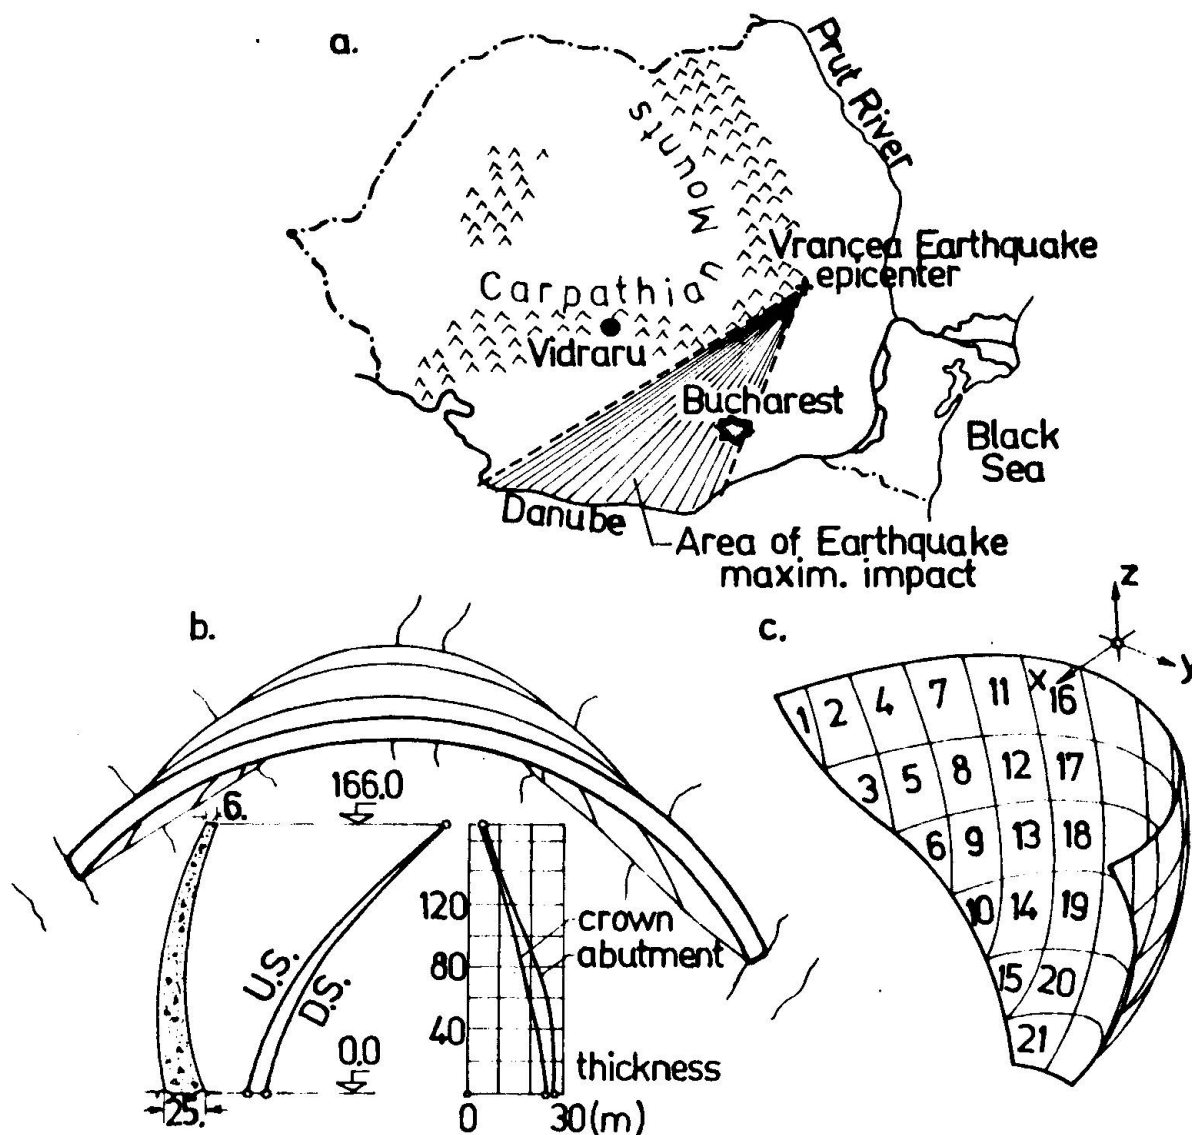 a.
Prut River
Carpathian Mounts
Vrançea Earthquake
epicenter
Vidraru
Bucharest
Black
Sea
Danube
Area of Earthquake
maxim. impact
b.
166.0
6.
U.S.
D.S.
0.0
25.
120
80
40
crown
abutment
thickness
0 30(m)
c.
z
y
x
1 2 4 7 11 16
3 5 8 12 17
6 9 13 18
10 14 19
15 20
21